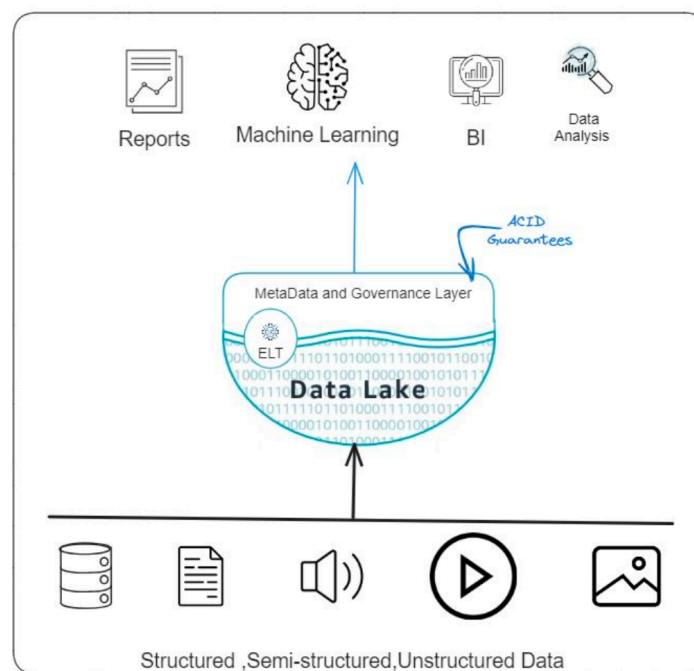 Reports
Machine Learning
BI
Data
Analysis
ACID
Guarantees
MetaData and Governance Layer
ELT
Data Lake
Structured ,Semi-structured,Unstructured Data